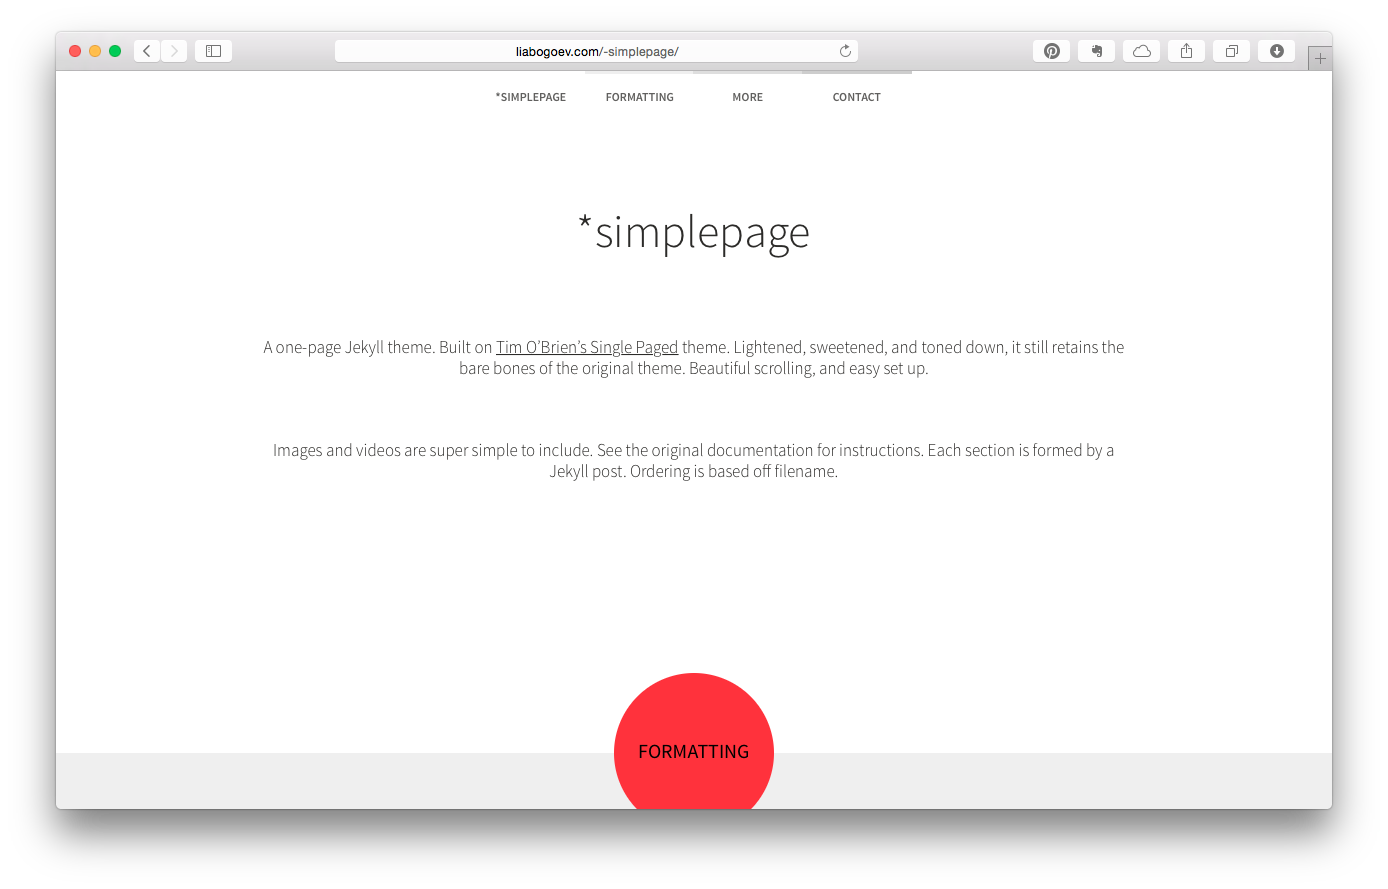 liabogoev.com/-simplepage/
*SIMPLEPAGE FORMATTING MORE CONTACT
*simplepage
A one-page Jekyll theme. Built on Tim O’Brien’s Single Paged theme. Lightened, sweetened, and toned down, it still retains the
bare bones of the original theme. Beautiful scrolling, and easy set up.
Images and videos are super simple to include. See the original documentation for instructions. Each section is formed by a
Jekyll post. Ordering is based off filename.
FORMATTING